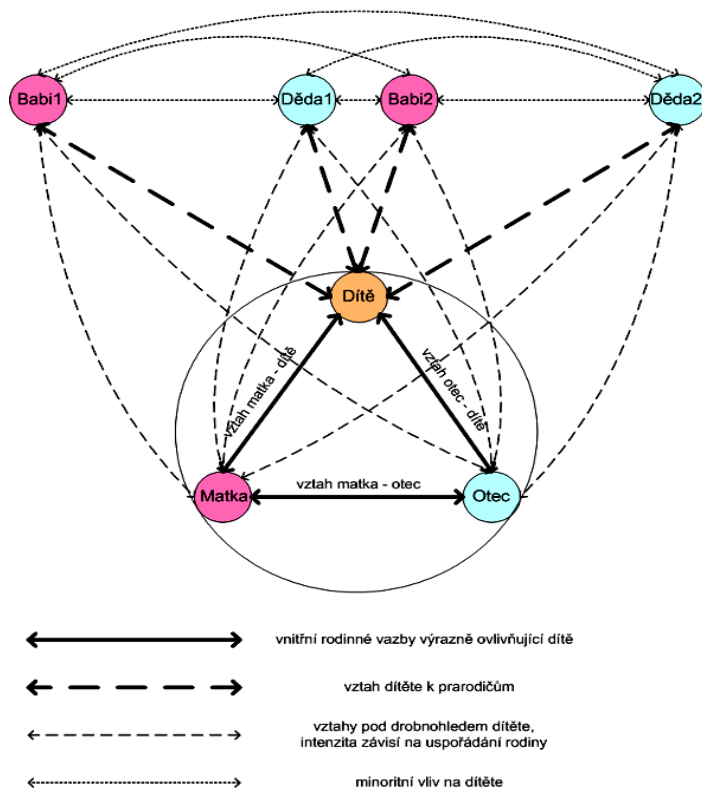 Babi1
Děda1
Babi2
Děda2
Dítě
vztah matka - dítě
vztah otec - dítě
vztah matka - otec
Matka
Otec
vnitřní rodinné vazby výrazně ovlivňující dítě
vztah dítěte k prarodičům
vztahy pod drobnohledem dítěte,
intenzita závisí na uspořádání rodiny
minoritní vliv na dítěte